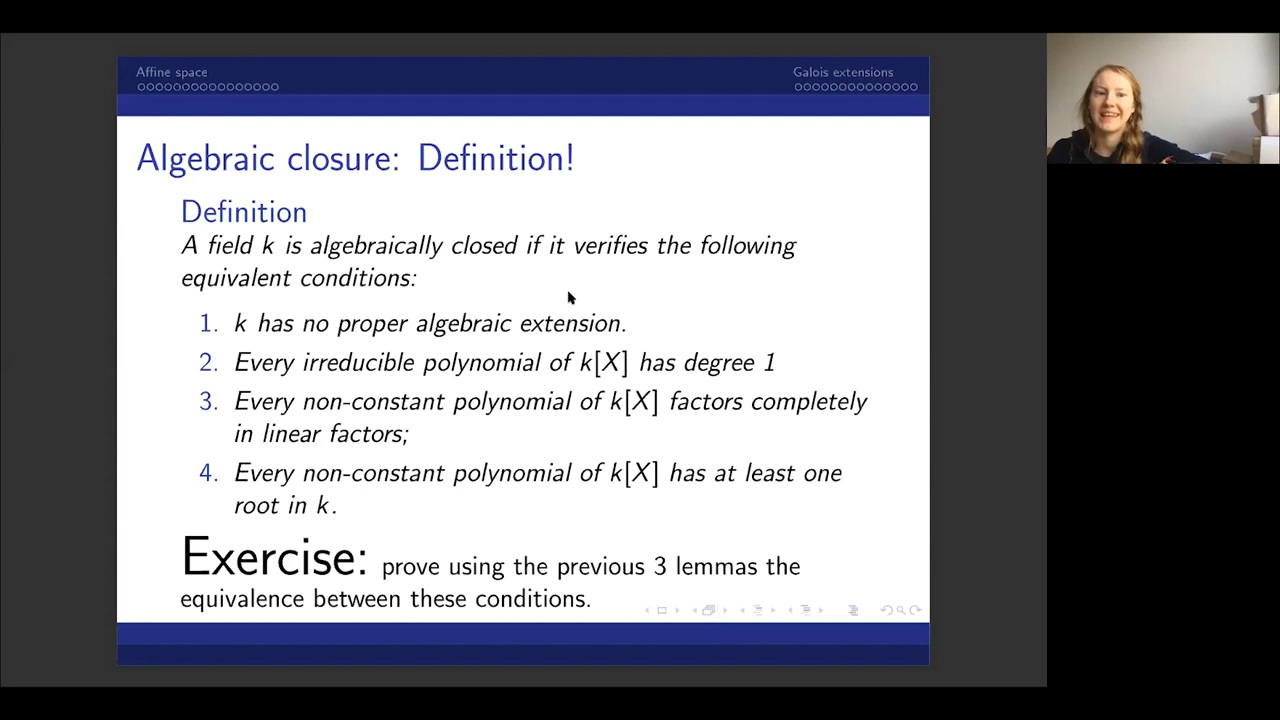 Affine space
Galois extensions
Algebraic closure: Definition!
Definition
A field k is algebraically closed if it verifies the following
equivalent conditions:
1. k has no proper algebraic extension.
2. Every irreducible polynomial of k[X] has degree 1
3. Every non-constant polynomial of k[X] factors completely
in linear factors;
4. Every non-constant polynomial of k[X] has at least one
root in k.
Exercise: prove using the previous 3 lemmas the
equivalence between these conditions.